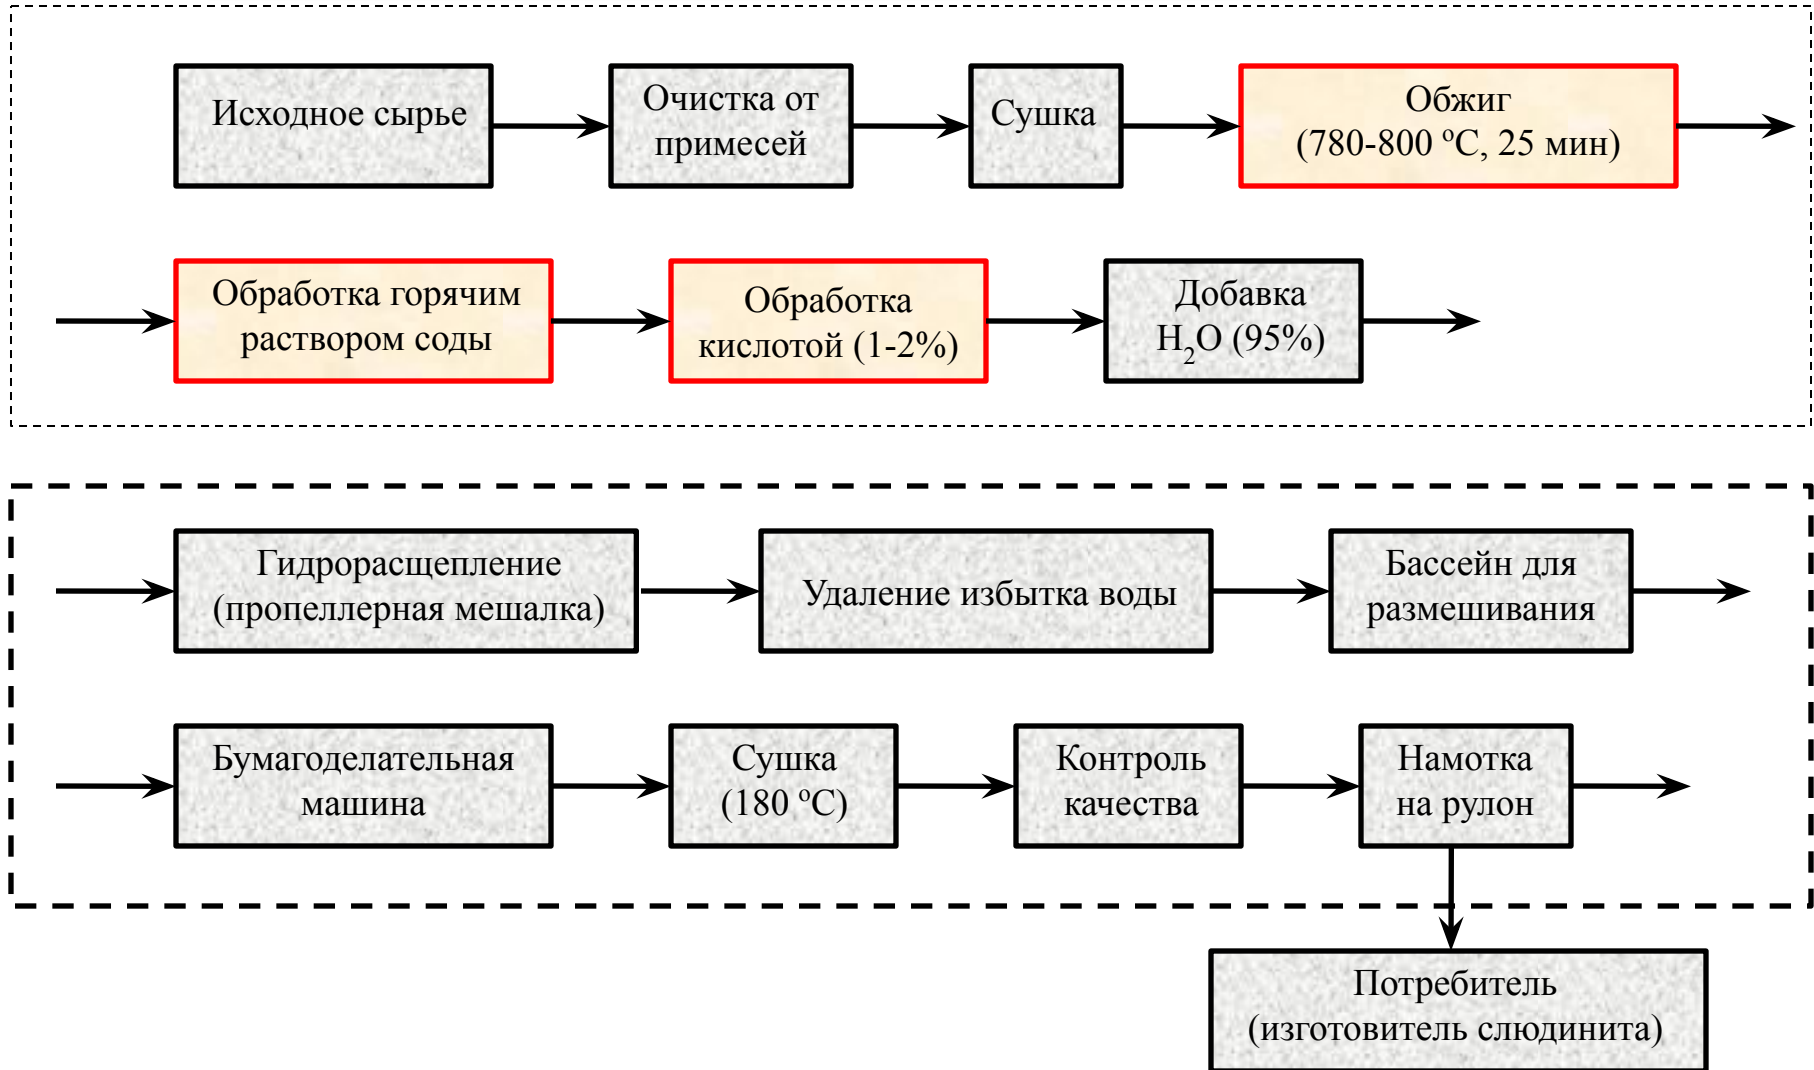 Исходное сырье
Очистка от
примесей
Сушка
Обжиг
(780-800 ºС, 25 мин)
Обработка горячим
раствором соды
Обработка
кислотой (1-2%)
Добавка
H₂O (95%)
Гидрорасщепление
(пропеллерная мешалка)
Удаление избытка воды
Бассейн для
размешивания
Бумагоделательная
машина
Сушка
(180 ºС)
Контроль
качества
Намотка
на рулон
Потребитель
(изготовитель слюдинита)